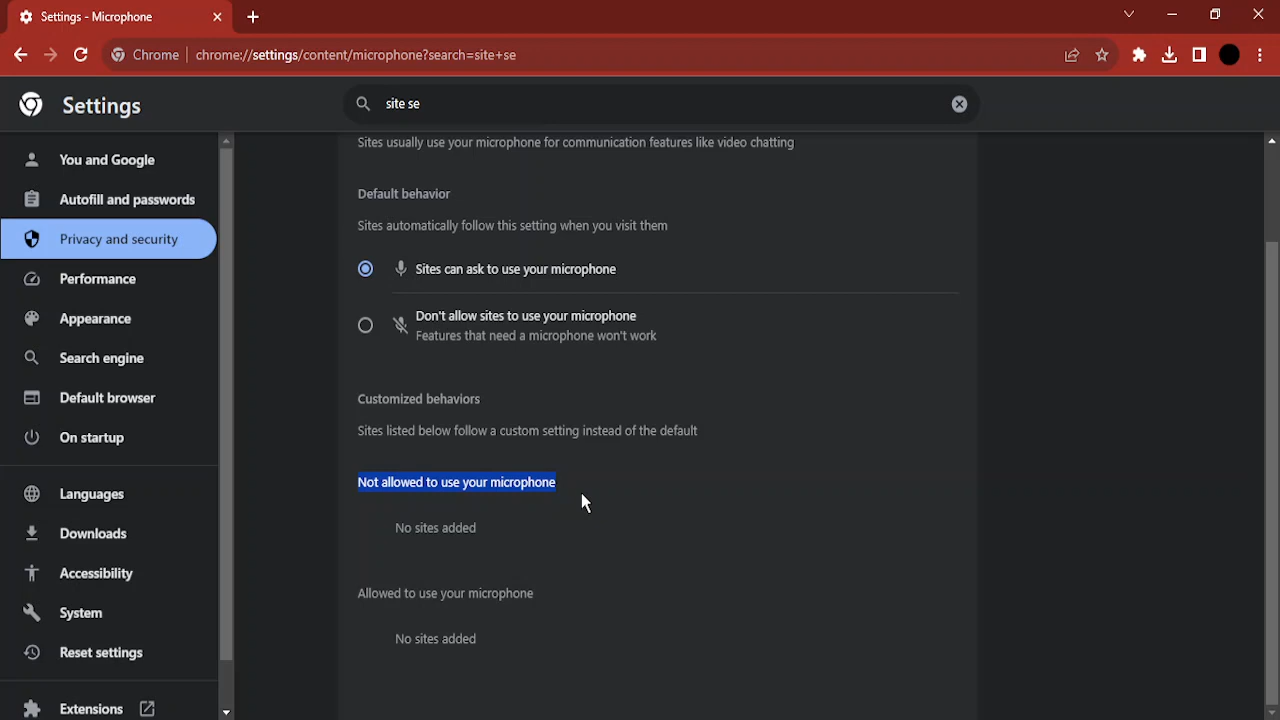 Settings - Microphone
Chrome
chrome://settings/content/microphone?search=site+se
Settings
site se
You and Google
Autofill and passwords
Privacy and security
Performance
Appearance
Search engine
Default browser
On startup
Languages
Downloads
Accessibility
System
Reset settings
Extensions
Sites usually use your microphone for communication features like video chatting
Default behavior
Sites automatically follow this setting when you visit them
Sites can ask to use your microphone
Don't allow sites to use your microphone
Features that need a microphone won't work
Customized behaviors
Sites listed below follow a custom setting instead of the default
Not allowed to use your microphone
No sites added
Allowed to use your microphone
No sites added